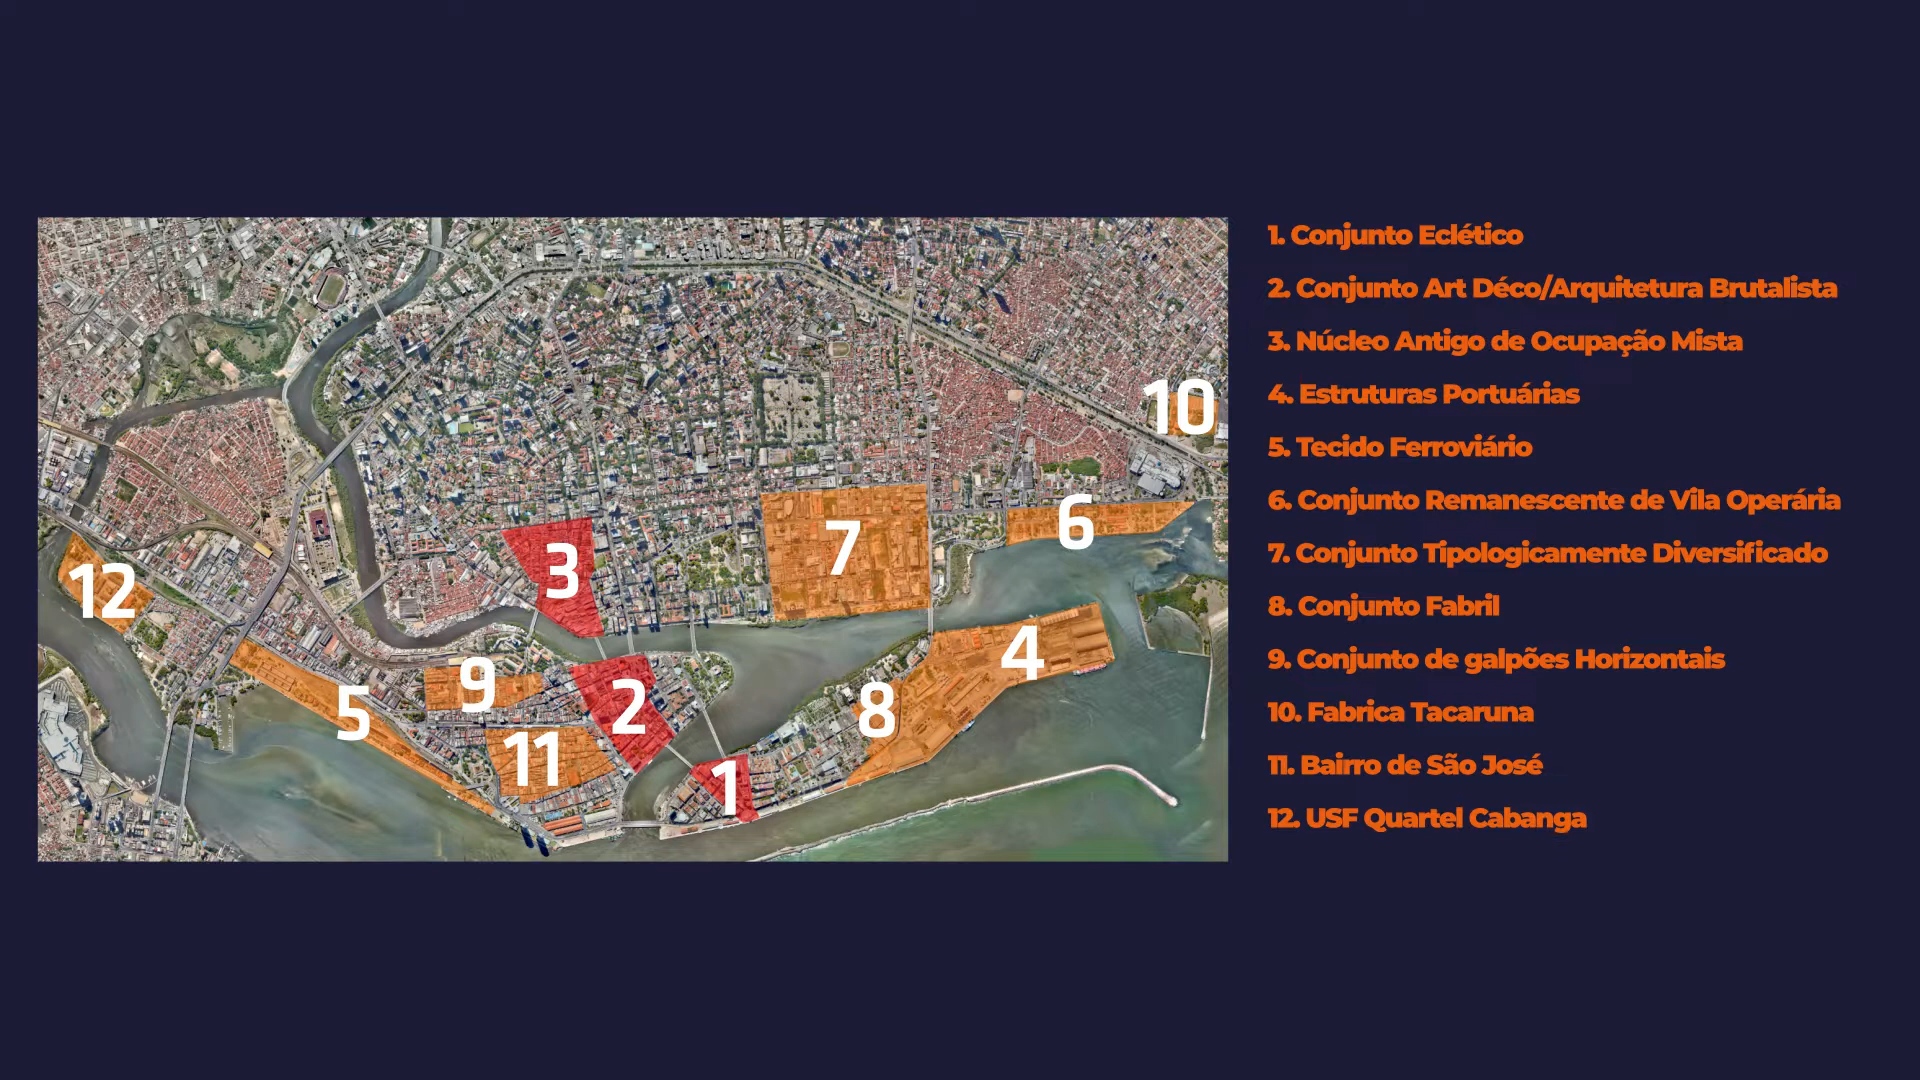 10
6
7
3
12
4
9
2
8
5
11
1
1. Conjunto Eclético
2. Conjunto Art Déco/Arquitetura Brutalista
3. Núcleo Antigo de Ocupação Mista
4. Estruturas Portuárias
5. Tecido Ferroviário
6. Conjunto Remanescente de Vila Operária
7. Conjunto Tipologicamente Diversificado
8. Conjunto Fabril
9. Conjunto de galpões Horizontais
10. Fabrica Tacaruna
11. Bairro de São José
12. USF Quartel Cabanga